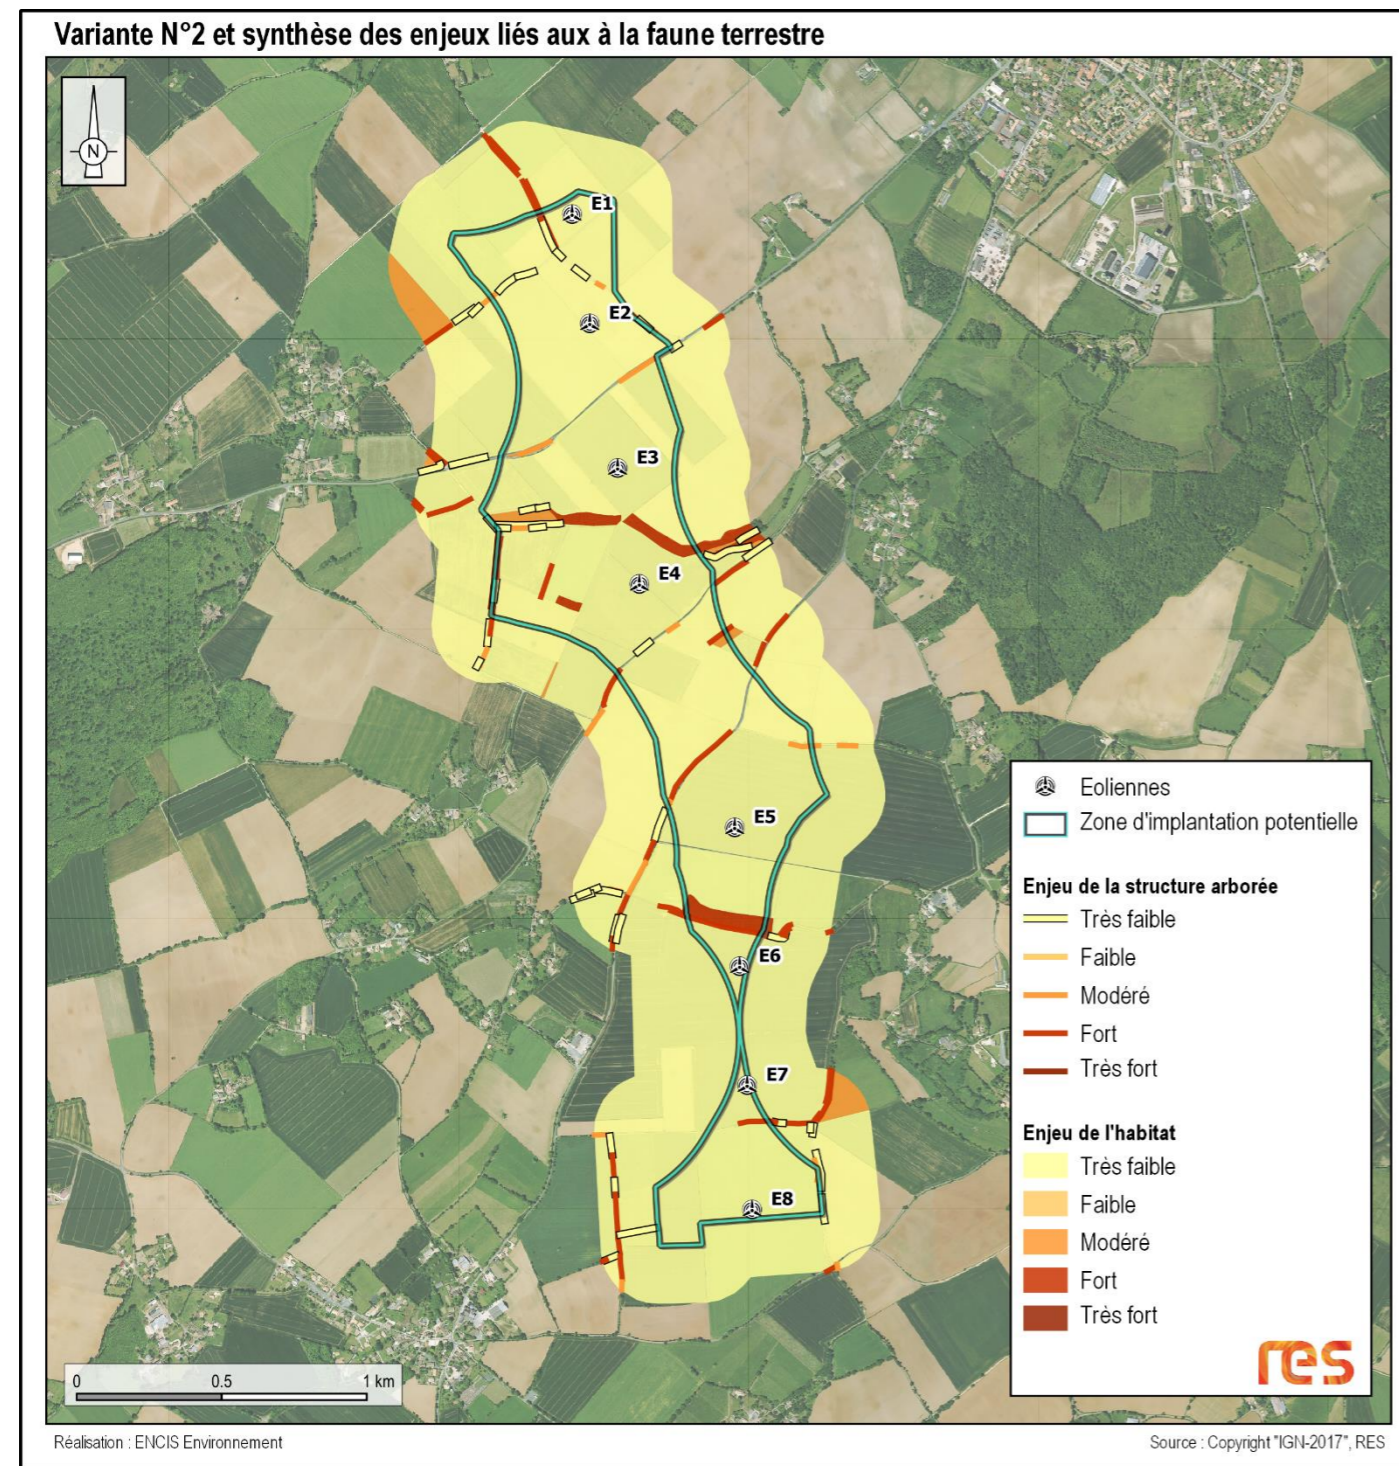 Variante N°2 et synthèse des enjeux liés aux à la faune terrestre
N
E1
E2
E3
E4
E5
E6
E7
E8
Eoliennes
Zone d'implantation potentielle
Enjeu de la structure arborée
Très faible
Faible
Modéré
Fort
Très fort
Enjeu de l'habitat
Très faible
Faible
Modéré
Fort
Très fort
res
0 0.5 1 km
Réalisation : ENCIS Environnement
Source : Copyright "IGN-2017", RES